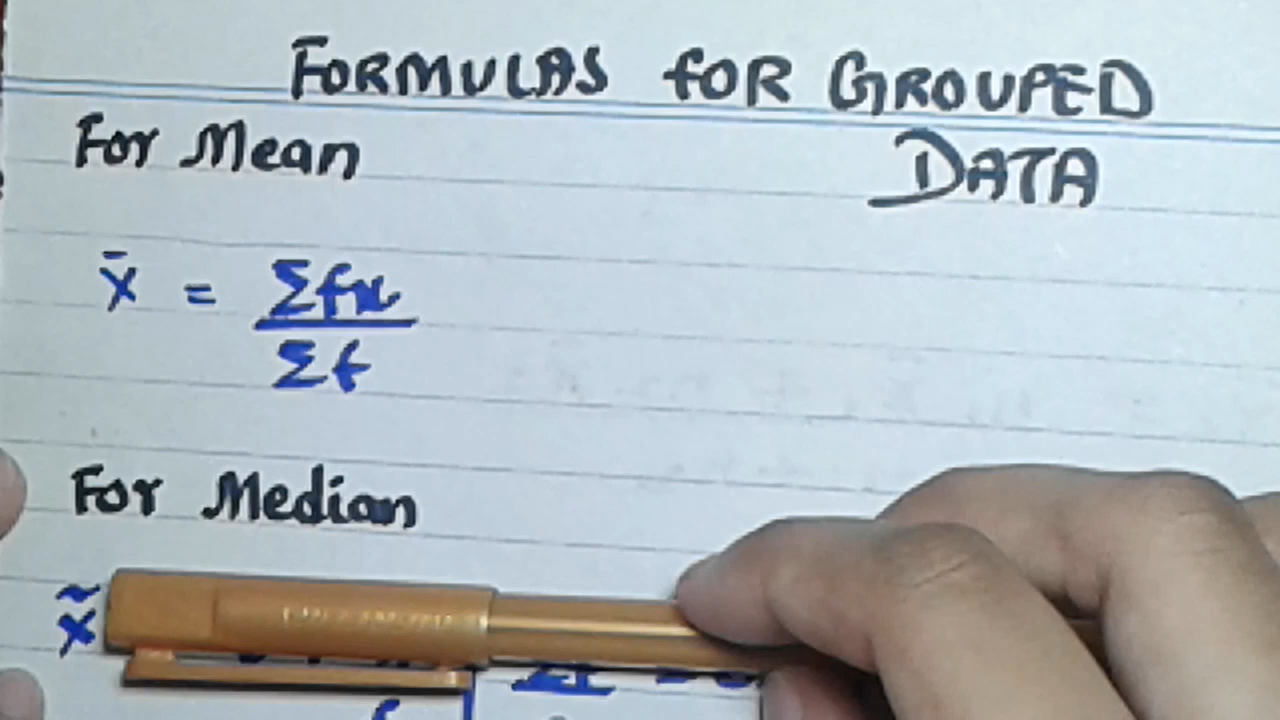 FORMULAS FOR GROUPED
DATA
For Mean
x̄ = Σfx
Σf
For Median
x̃